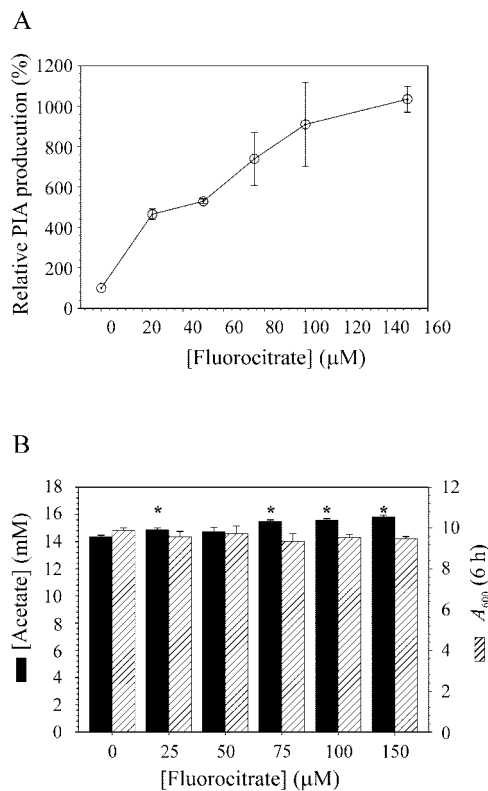 A
Relative PIA producution (%)
1200
1000
800
600
400
200
0
0 20 40 60 80 100 120 140 160
[Fluorocitrate] (μM)
B
[Acetate] (mM)
18
16
14
12
10
8
6
4
2
0
* * * *
12
10
8
6
4
2
0
A600 (6 h)
0 25 50 75 100 150
[Fluorocitrate] (μM)